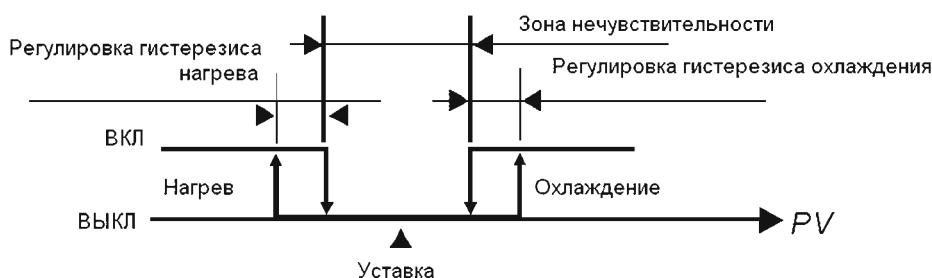 Зона нечувствительности
Регулировка гистерезиса
нагрева
Регулировка гистерезиса охлаждения
ВКЛ
Нагрев
Охлаждение
ВЫКЛ
PV
Уставка